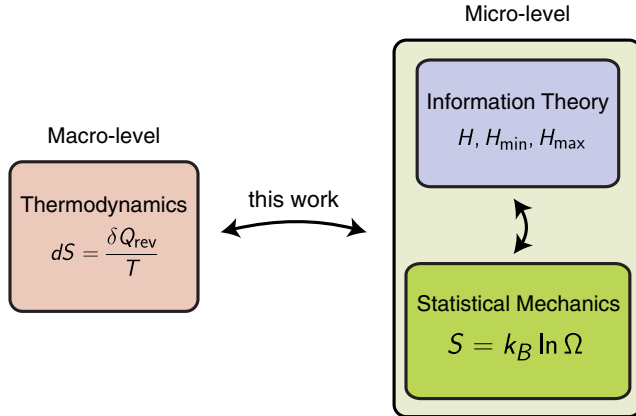 Micro-level
Information Theory
H, H_min, H_max
Macro-level
Thermodynamics
dS = δQ_rev / T
this work
Statistical Mechanics
S = k_B ln Ω